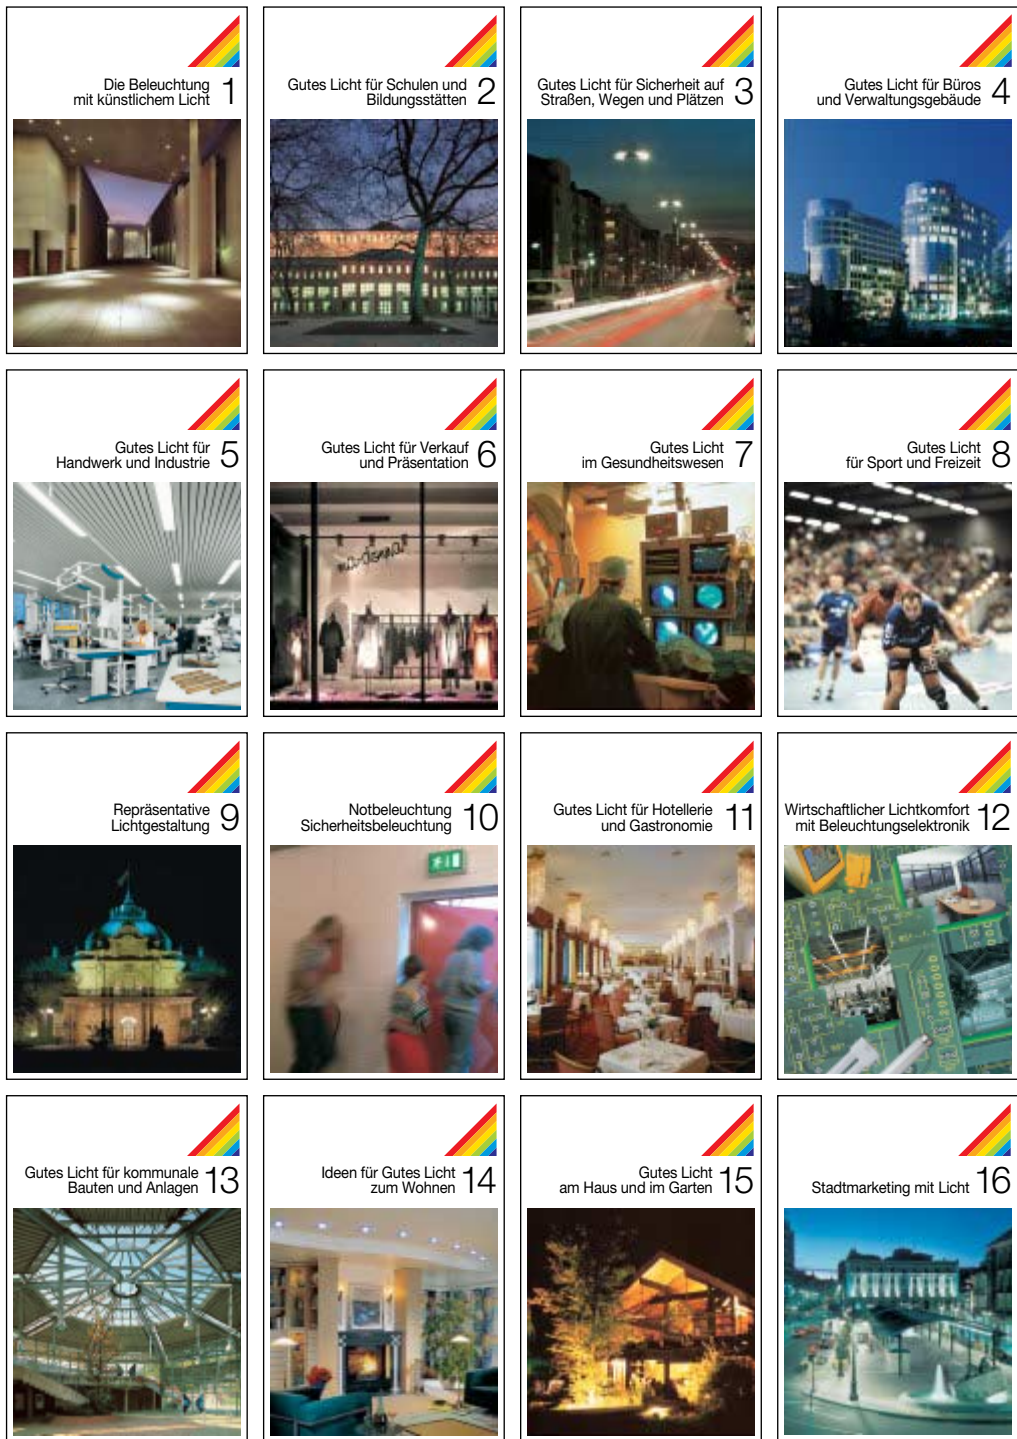 Die Beleuchtung
mit künstlichem Licht 1
Gutes Licht für Schulen und
Bildungsstätten 2
Gutes Licht für Sicherheit auf
Straßen, Wegen und Plätzen 3
Gutes Licht für Büros
und Verwaltungsgebäude 4
Gutes Licht für
Handwerk und Industrie 5
Gutes Licht für Verkauf
und Präsentation 6
Gutes Licht
im Gesundheitswesen 7
Gutes Licht
für Sport und Freizeit 8
Repräsentative
Lichtgestaltung 9
Notbeleuchtung
Sicherheitsbeleuchtung 10
Gutes Licht für Hotellerie
und Gastronomie 11
Wirtschaftlicher Lichtkomfort
mit Beleuchtungselektronik 12
Gutes Licht für kommunale
Bauten und Anlagen 13
Ideen für Gutes Licht
zum Wohnen 14
Gutes Licht
am Haus und im Garten 15
Stadtmarketing mit Licht 16